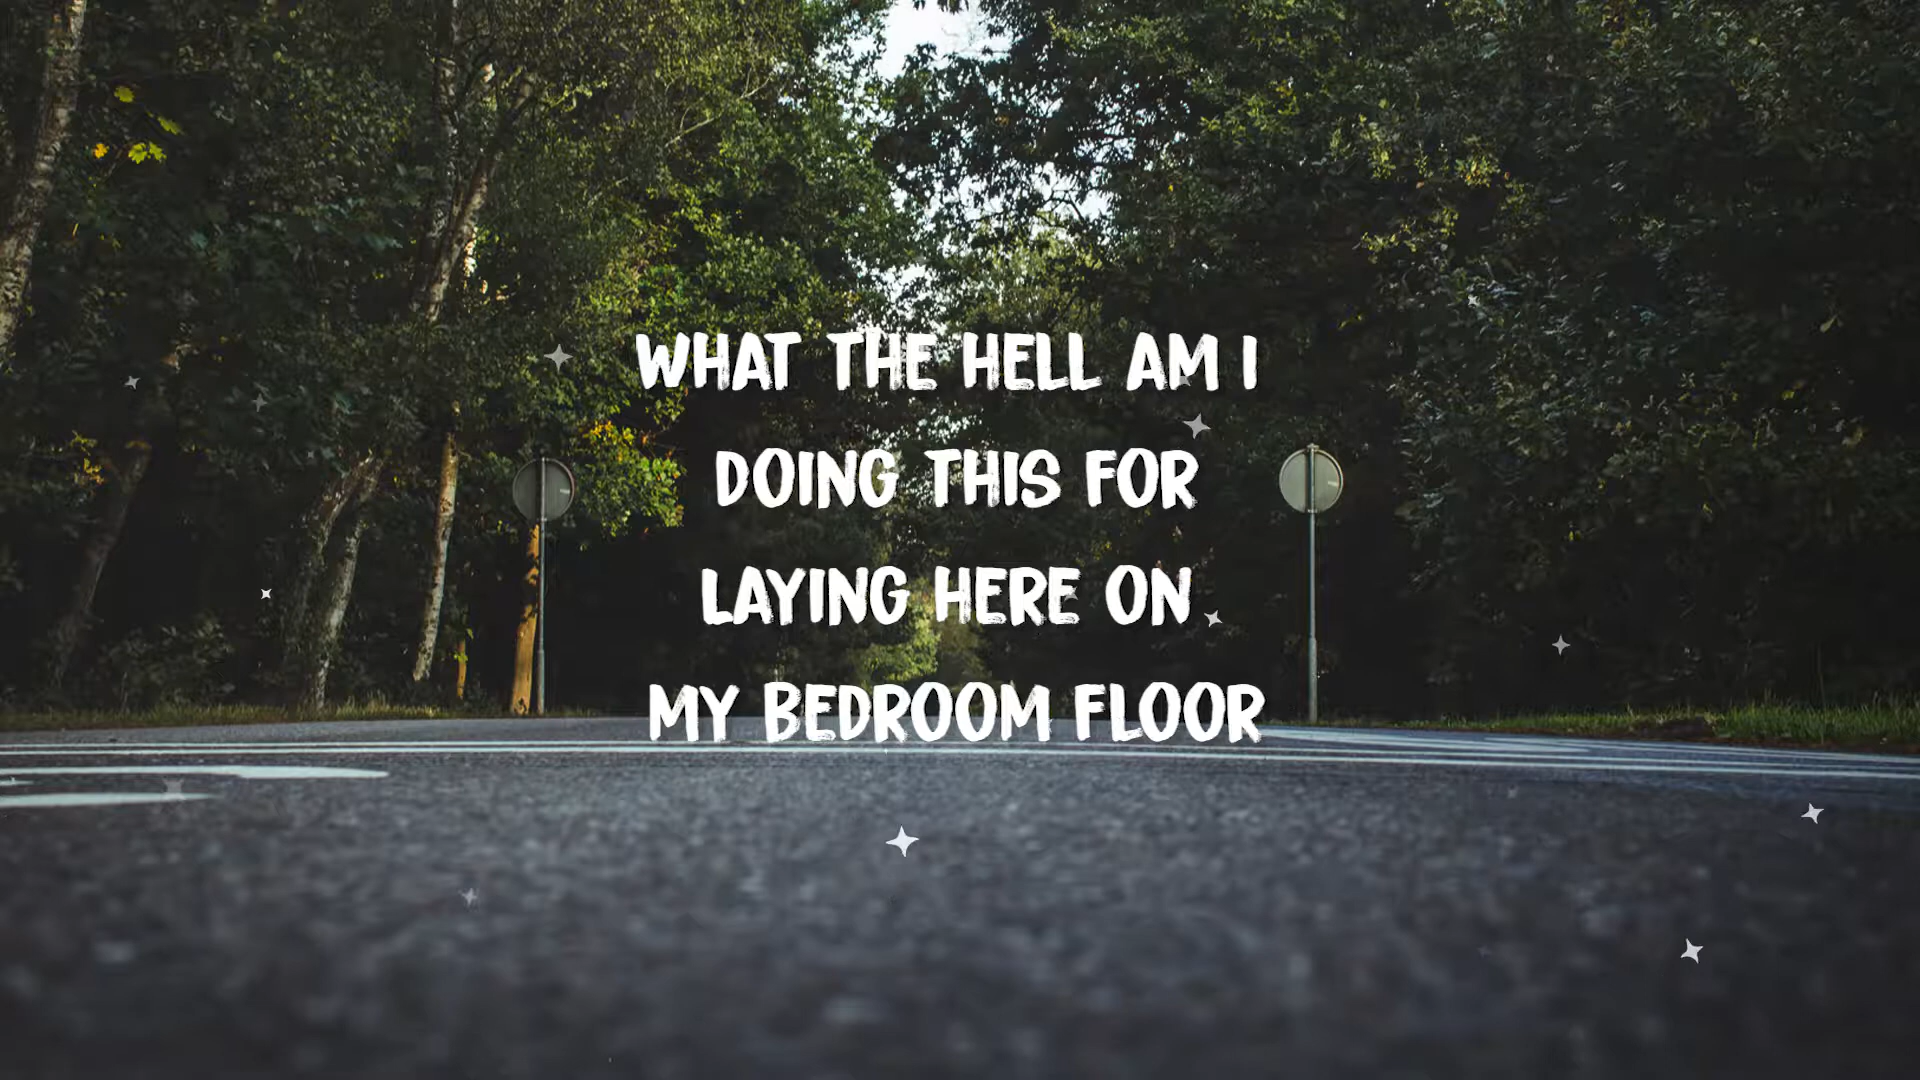 WHAT THE HELL AM I
DOING THIS FOR
LAYING HERE ON
MY BEDROOM FLOOR